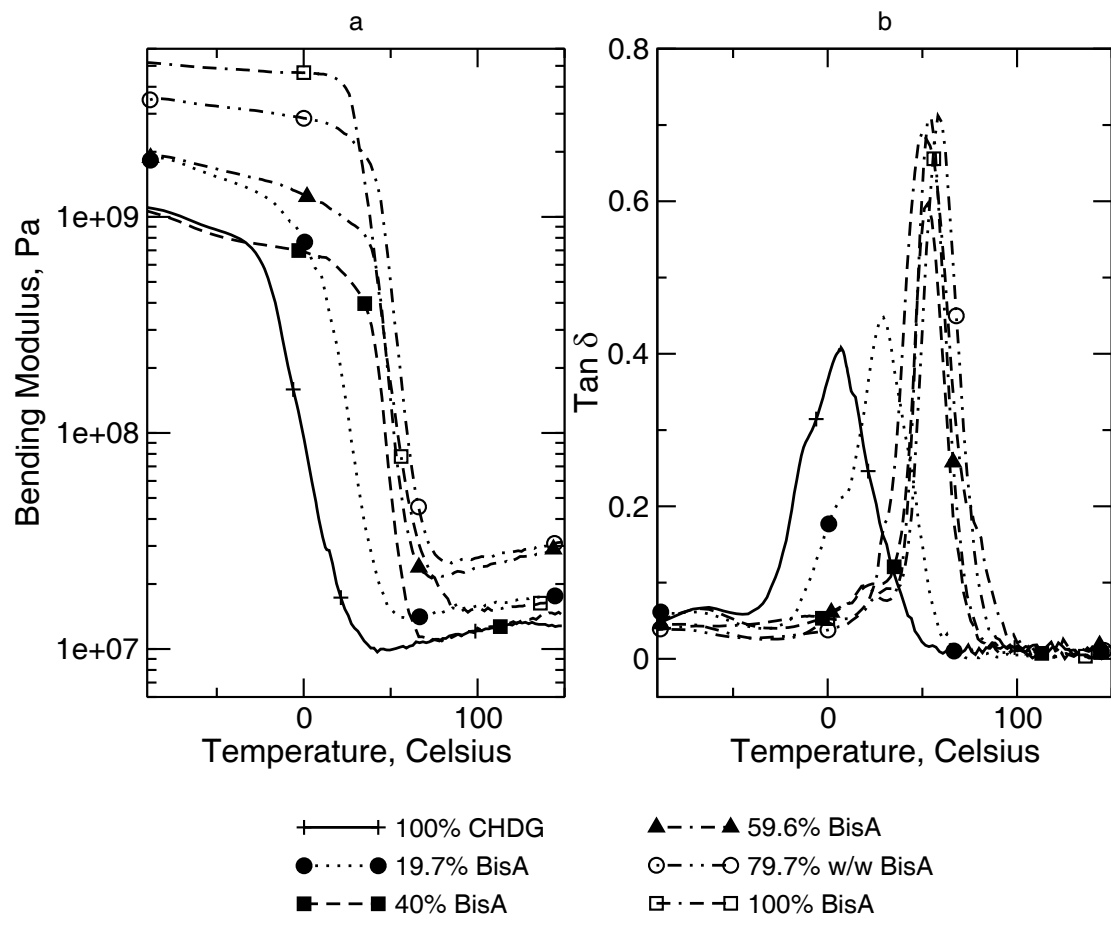 a
b
Bending Modulus, Pa
1e+09
1e+08
1e+07
0
100
Temperature, Celsius
Tan δ
0.8
0.6
0.4
0.2
0
0
100
Temperature, Celsius
100% CHDG
19.7% BisA
40% BisA
59.6% BisA
79.7% w/w BisA
100% BisA